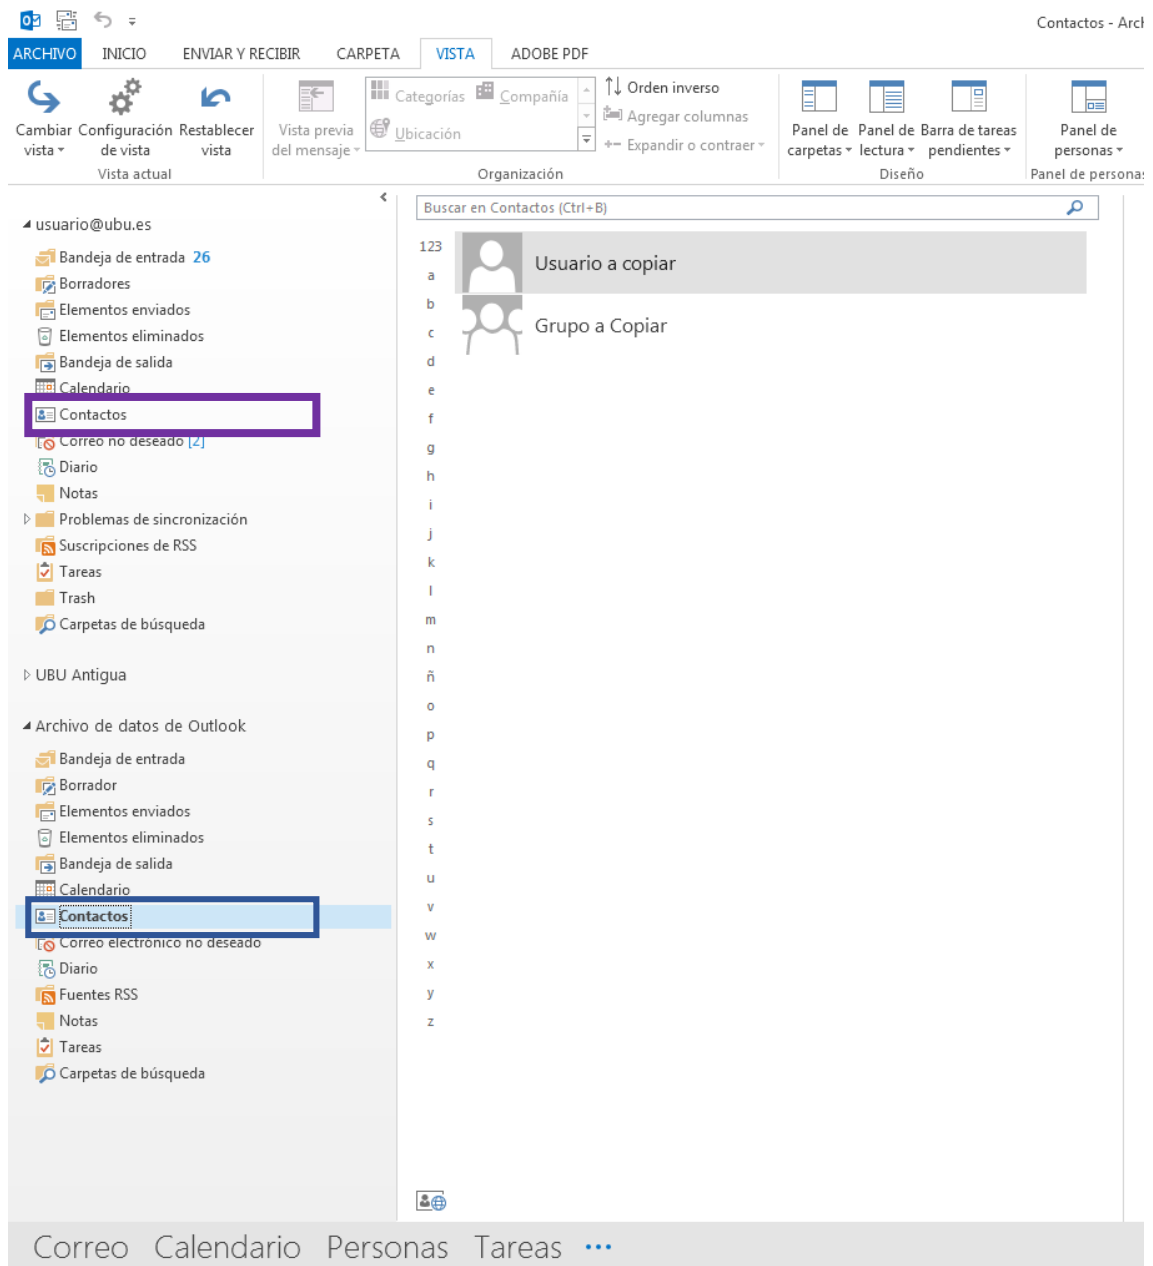 Contactos - Arch
ARCHIVO INICIO ENVIAR Y RECIBIR CARPETA VISTA ADOBE PDF
Cambiar vista
Configuración de vista
Restablecer vista
Vista actual
Vista previa del mensaje
Categorías Compañía
Ubicación
Orden inverso
Agregar columnas
Expandir o contraer
Organización
Panel de carpetas
Panel de lectura
Barra de tareas pendientes
Diseño
Panel de personas
Panel de personas
usuario@ubu.es
Bandeja de entrada 26
Borradores
Elementos enviados
Elementos eliminados
Bandeja de salida
Calendario
Contactos
Correo no deseado [2]
Diario
Notas
Problemas de sincronización
Suscripciones de RSS
Tareas
Trash
Carpetas de búsqueda
UBU Antigua
Archivo de datos de Outlook
Bandeja de entrada
Borrador
Elementos enviados
Elementos eliminados
Bandeja de salida
Calendario
Contactos
Correo electrónico no deseado
Diario
Fuentes RSS
Notas
Tareas
Carpetas de búsqueda
Buscar en Contactos (Ctrl+B)
123
a
b
c
d
e
f
g
h
i
j
k
l
m
n
ñ
o
p
q
r
s
t
u
v
w
x
y
z
Usuario a copiar
Grupo a Copiar
Correo Calendario Personas Tareas ...